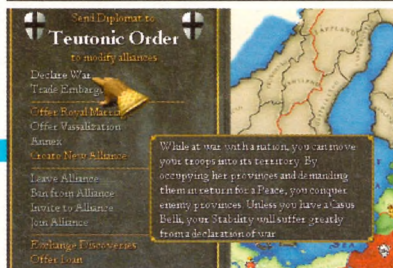 Send Diplomat to
Teutonic Order
to modify alliances
Declare War
Trade Embargo
Offer Royal Marria
Offer Vassalization
Annex
Create New Alliance
Leave Alliance
Ban from Alliance
Invite to Alliance
Join Alliance
Exchange Discoveries
Offer Loan
While at war with a nation, you can move
your troops into its territory. By
occupying her provinces and demanding
them in return for a Peace, you conquer
enemy provinces. Unless you have a Casus
Belli, your Stability will suffer greatly
from a declaration of war